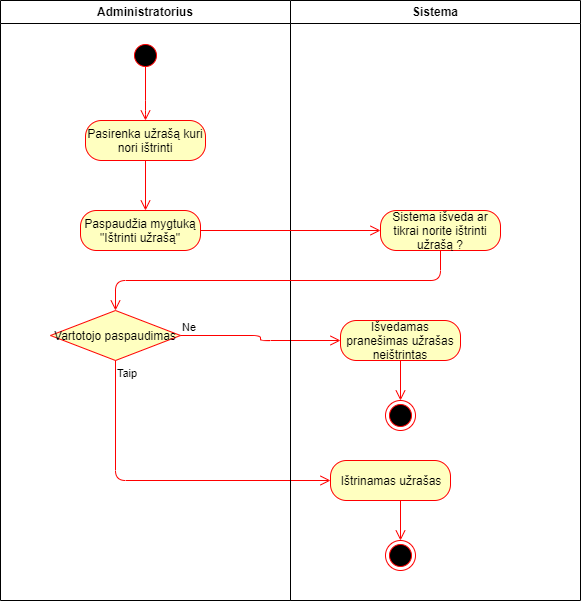 Administratorius
Sistema
Pasirenka užrašą kuri
nori ištrinti
Paspaudžia mygtuką
"Ištrinti užrašą"
Sistema išveda ar
tikrai norite ištrinti
užraša ?
Vartotojo paspaudimas
Ne
Taip
Išvedamas
pranešimas užrašas
neištrintas
Ištrinamas užrašas